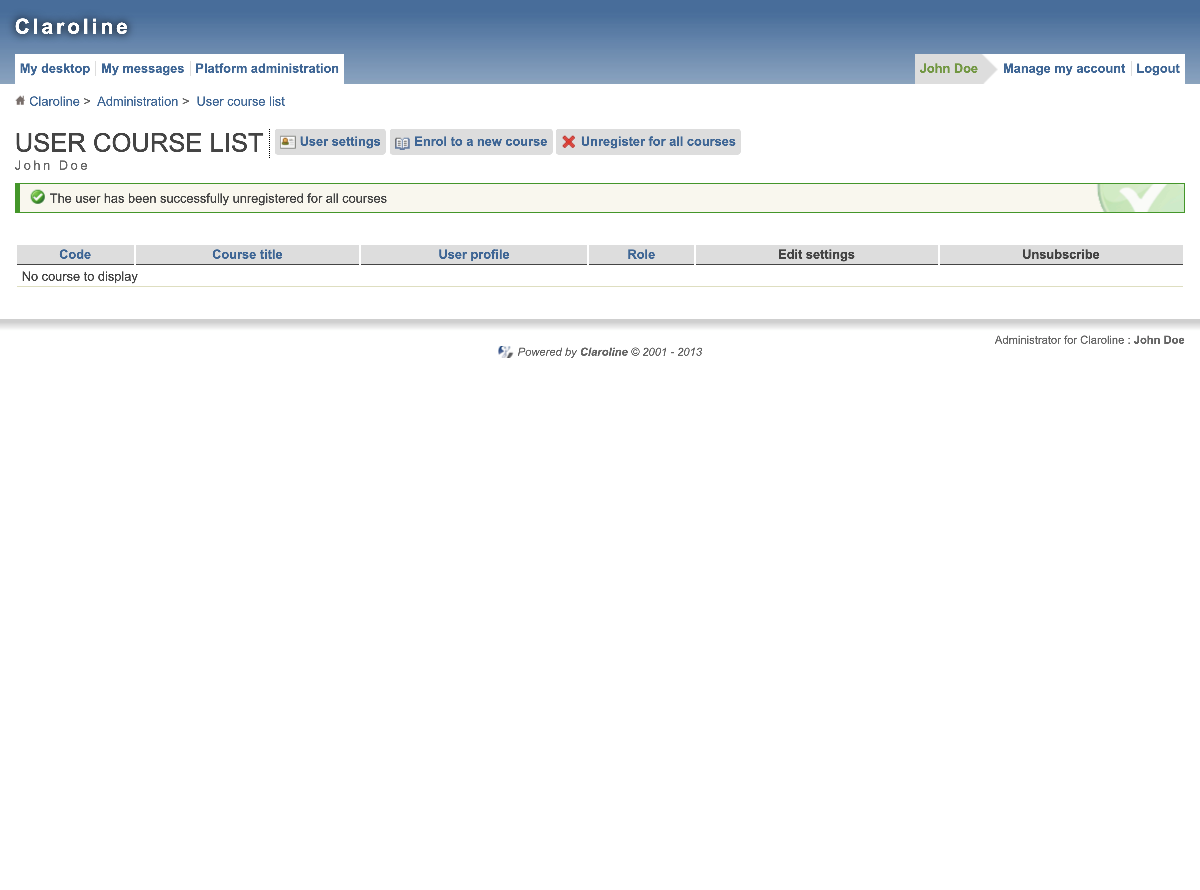 Claroline
My desktop My messages Platform administration John Doe Manage my account Logout
Claroline > Administration > User course list
USER COURSE LIST User settings Enrol to a new course Unregister for all courses
John Doe
The user has been successfully unregistered for all courses
Code Course title User profile Role Edit settings Unsubscribe
No course to display
Administrator for Claroline : John Doe
Powered by Claroline © 2001 - 2013